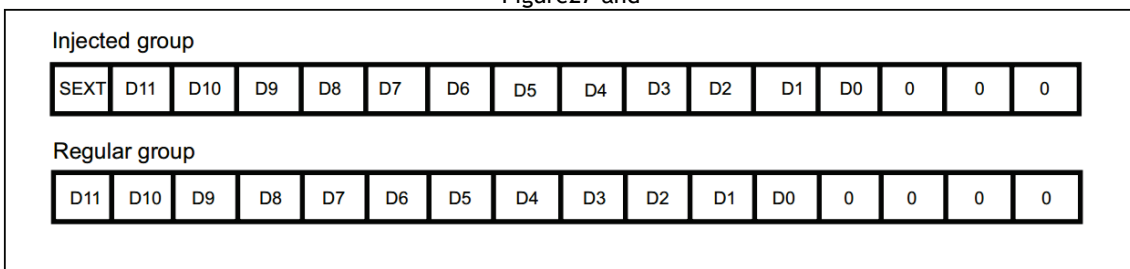 Figure27 and
Injected group
SEXT D11 D10 D9 D8 D7 D6 D5 D4 D3 D2 D1 D0 0 0 0
Regular group
D11 D10 D9 D8 D7 D6 D5 D4 D3 D2 D1 D0 0 0 0 0